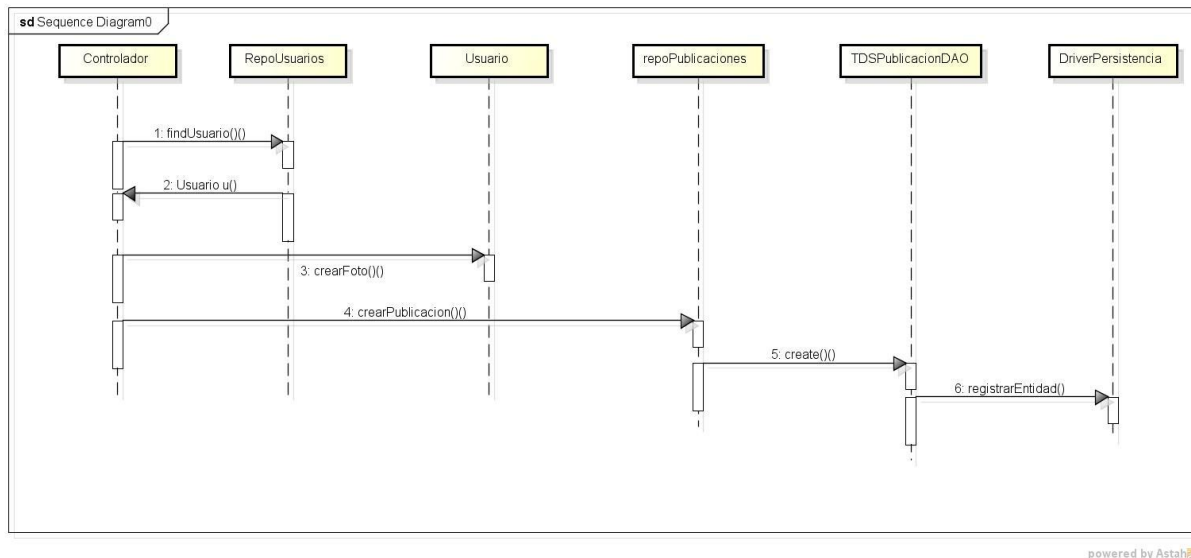 sd Sequence Diagram0
Controlador
RepoUsuarios
Usuario
repoPublicaciones
TDSPublicacionDAO
DriverPersistencia
1: findUsuario()()
2: Usuario u()
3: crearFoto()()
4: crearPublicacion()()
5: create()()
6: registrarEntidad()
powered by Astah